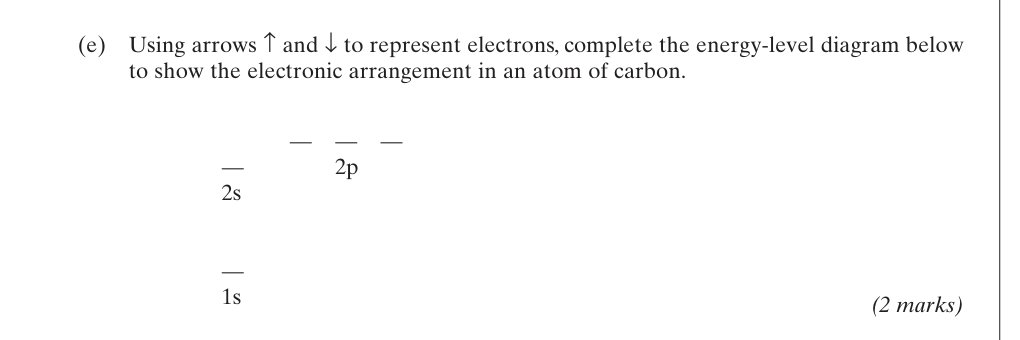 (e) Using arrows ↑ and ↓ to represent electrons, complete the energy-level diagram below
to show the electronic arrangement in an atom of carbon.
2p
2s
1s
(2 marks)